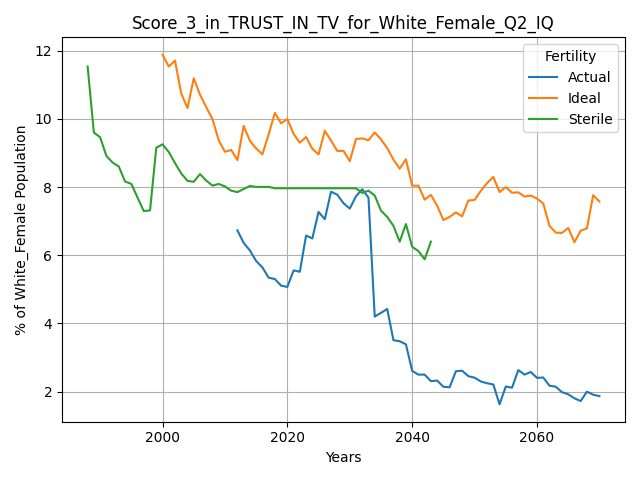 Score_3_in_TRUST_IN_TV_for_White_Female_Q2_IQ
Fertility
Actual
Ideal
Sterile
% of White_Female Population
12
10
8
6
4
2
2000
2020
2040
2060
Years